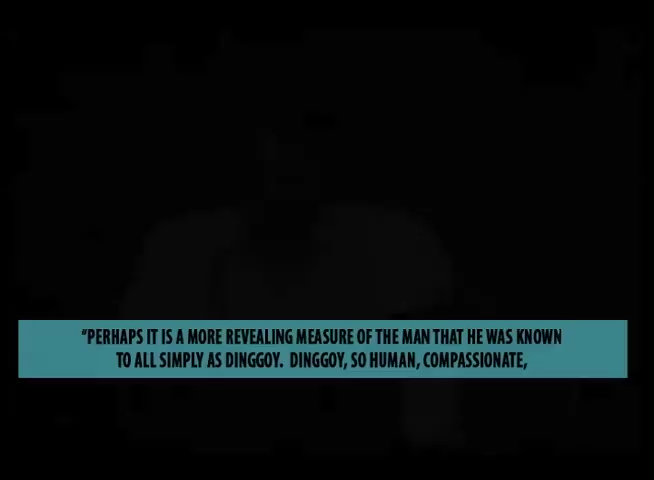 "PERHAPS IT IS A MORE REVEALING MEASURE OF THE MAN THAT HE WAS KNOWN
TO ALL SIMPLY AS DINGGOY.  DINGGOY, SO HUMAN, COMPASSIONATE,